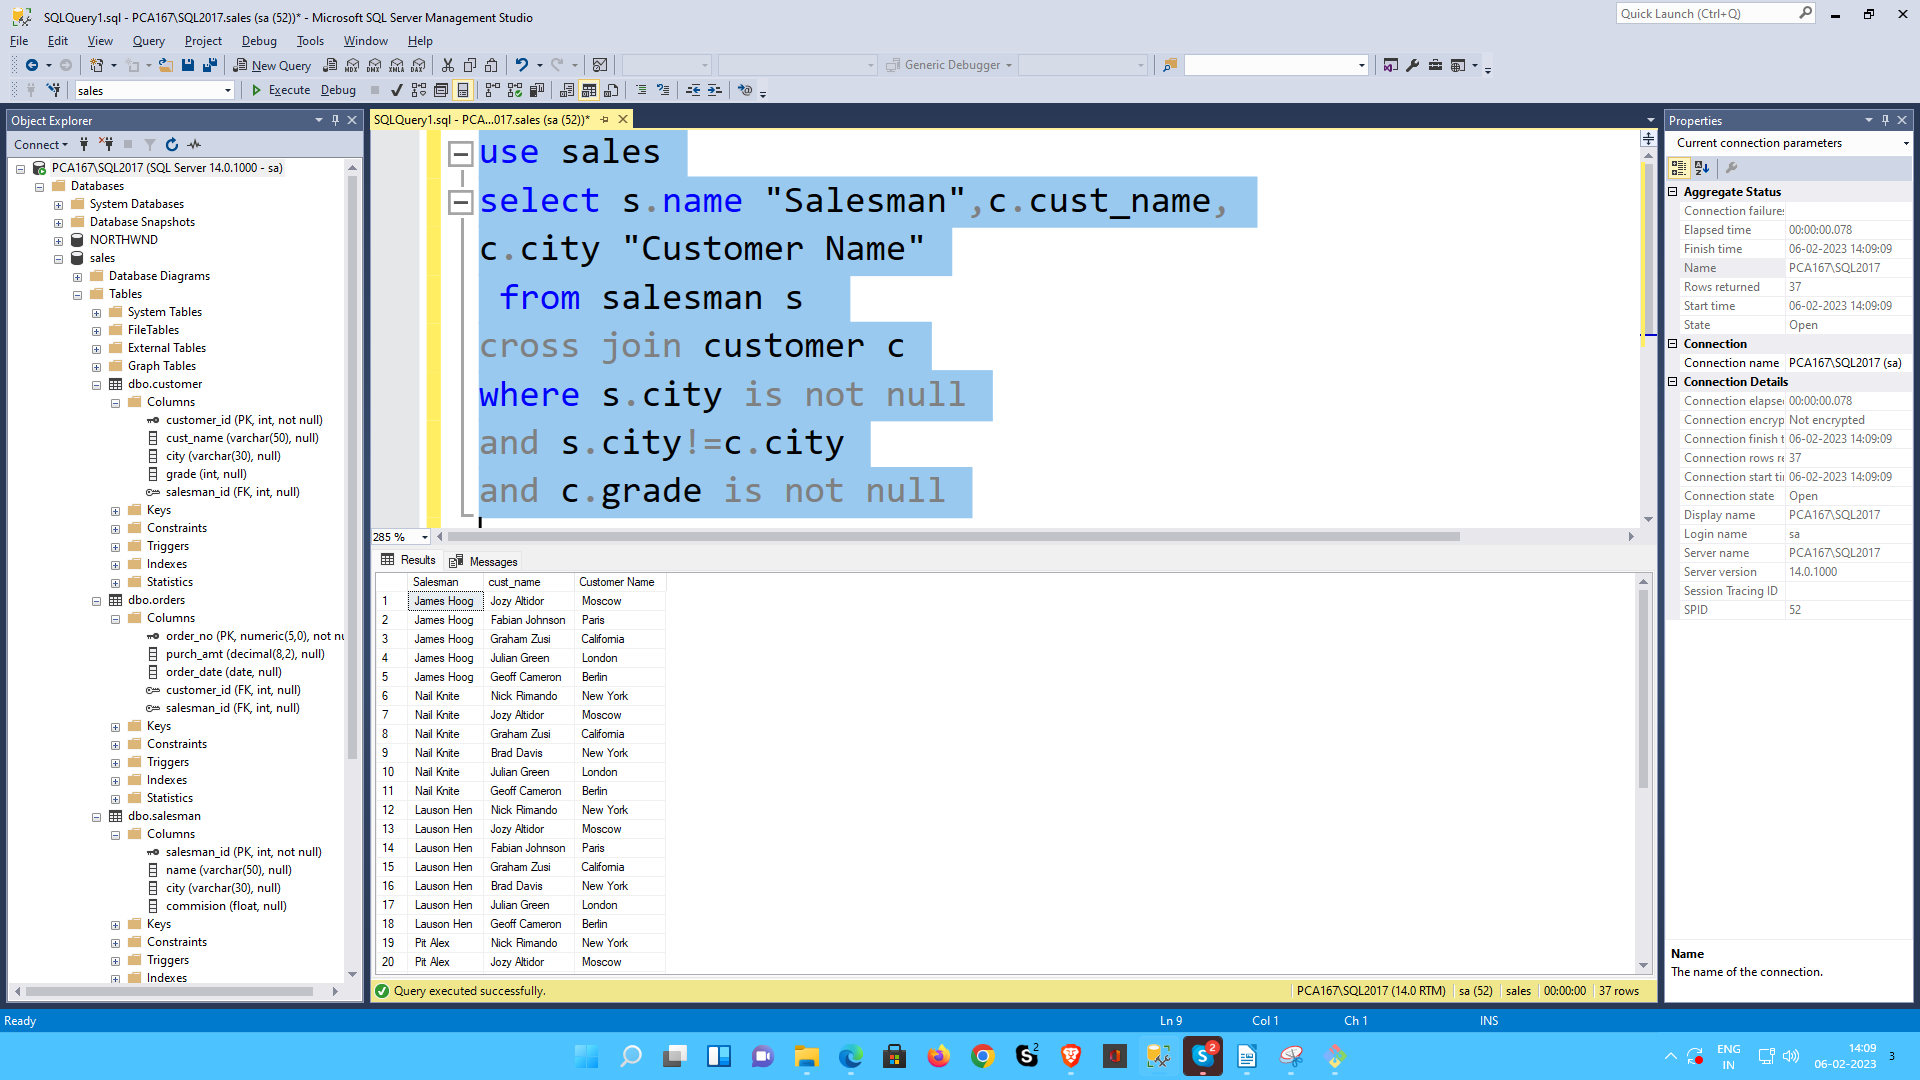 SQLQuery1.sql - PCA167\SQL2017.sales (sa (52))* - Microsoft SQL Server Management Studio
Quick Launch (Ctrl+Q)
File Edit View Query Project Debug Tools Window Help
New Query
MDX DMX XMLA DAX
Generic Debugger
sales
Execute Debug
Object Explorer
Connect
PCA167\SQL2017 (SQL Server 14.0.1000 - sa)
Databases
System Databases
Database Snapshots
NORTHWND
sales
Database Diagrams
Tables
System Tables
FileTables
External Tables
Graph Tables
dbo.customer
Columns
customer_id (PK, int, not null)
cust_name (varchar(50), null)
city (varchar(30), null)
grade (int, null)
salesman_id (FK, int, null)
Keys
Constraints
Triggers
Indexes
Statistics
dbo.orders
Columns
order_no (PK, numeric(5,0), not nu
purch_amt (decimal(8,2), null)
order_date (date, null)
customer_id (FK, int, null)
salesman_id (FK, int, null)
Keys
Constraints
Triggers
Indexes
Statistics
dbo.salesman
Columns
salesman_id (PK, int, not null)
name (varchar(50), null)
city (varchar(30), null)
commision (float, null)
Keys
Constraints
Triggers
Indexes
SQLQuery1.sql - PCA...017.sales (sa (52))*
use sales
select s.name "Salesman",c.cust_name,
c.city "Customer Name"
from salesman s
cross join customer c
where s.city is not null
and s.city!=c.city
and c.grade is not null
285 %
Results Messages
Salesman cust_name Customer Name
1 James Hoog Jozy Altidor Moscow
2 James Hoog Fabian Johnson Paris
3 James Hoog Graham Zusi California
4 James Hoog Julian Green London
5 James Hoog Geoff Cameron Berlin
6 Nail Knite Nick Rimando New York
7 Nail Knite Jozy Altidor Moscow
8 Nail Knite Graham Zusi California
9 Nail Knite Brad Davis New York
10 Nail Knite Julian Green London
11 Nail Knite Geoff Cameron Berlin
12 Lauson Hen Nick Rimando New York
13 Lauson Hen Jozy Altidor Moscow
14 Lauson Hen Fabian Johnson Paris
15 Lauson Hen Graham Zusi California
16 Lauson Hen Brad Davis New York
17 Lauson Hen Julian Green London
18 Lauson Hen Geoff Cameron Berlin
19 Pit Alex Nick Rimando New York
20 Pit Alex Jozy Altidor Moscow
Query executed successfully.
PCA167\SQL2017 (14.0 RTM) sa (52) sales 00:00:00 37 rows
Properties
Current connection parameters
Aggregate Status
Connection failures
Elapsed time 00:00:00.078
Finish time 06-02-2023 14:09:09
Name PCA167\SQL2017
Rows returned 37
Start time 06-02-2023 14:09:09
State Open
Connection
Connection name PCA167\SQL2017 (sa)
Connection Details
Connection elapse 00:00:00.078
Connection encryp Not encrypted
Connection finish t 06-02-2023 14:09:09
Connection rows re 37
Connection start ti 06-02-2023 14:09:09
Connection state Open
Display name PCA167\SQL2017
Login name sa
Server name PCA167\SQL2017
Server version 14.0.1000
Session Tracing ID
SPID 52
Name
The name of the connection.
Ready
Ln 9 Col 1 Ch 1 INS
2
2
ENG
IN
14:09
06-02-2023
3